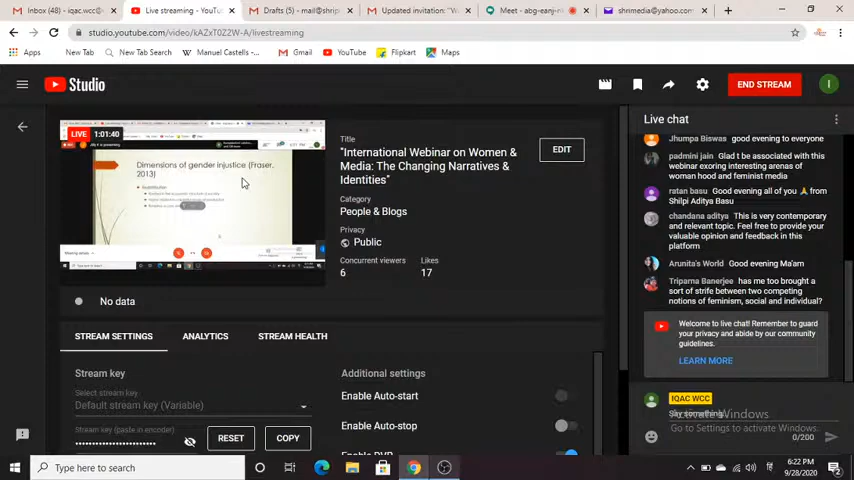 Inbox (48) - iqac.wcc@
Live streaming - YouTu
Drafts (5) - mail@shrip
Updated invitation: "W
Meet - abg-eanj-n
shrimedia@yahoo.com
studio.youtube.com/video/kAZxT0Z2W-A/livestreaming
Apps
New Tab
New Tab Search
Manuel Castells_
Gmail
YouTube
Flipkart
Maps
Studio
END STREAM
LIVE 1:01:40
Dimensions of gender injustice (Fraser, 2013)
Title
"International Webinar on Women &
Media: The Changing Narratives &
Identities"
EDIT
Category
People & Blogs
Privacy
Public
Concurrent viewers
Likes
6
17
No data
STREAM SETTINGS
ANALYTICS
STREAM HEALTH
Stream key
Select stream key
Default stream key (Variable)
Stream key (paste in encoder)
RESET
COPY
Additional settings
Enable Auto-start
Enable Auto-stop
Enable DVR
Live chat
Jhumpa Biswas good evening to everyone
padmini jain Glad t be associated with this
webinar exoring interesting arenas of
woman hood and feminist media
ratan basu Good evening all of you 🙏 from
Shilpi Aditya Basu
chandana aditya This is very contemporary
and relevant topic. Feel free to provide your
valuable opinion and feedback in this
platform
Arunita's World Good evening Ma'am
Triparna Banerjee has me too brought a
sort of strife between two competing
notions of feminism, social and individual?
Welcome to live chat! Remember to guard
your privacy and abide by our community
guidelines.
LEARN MORE
IQAC WCC
Say something...
Activate Windows
Go to Settings to activate Windows.
0/200
Type here to search
6:22 PM
9/28/2020
2